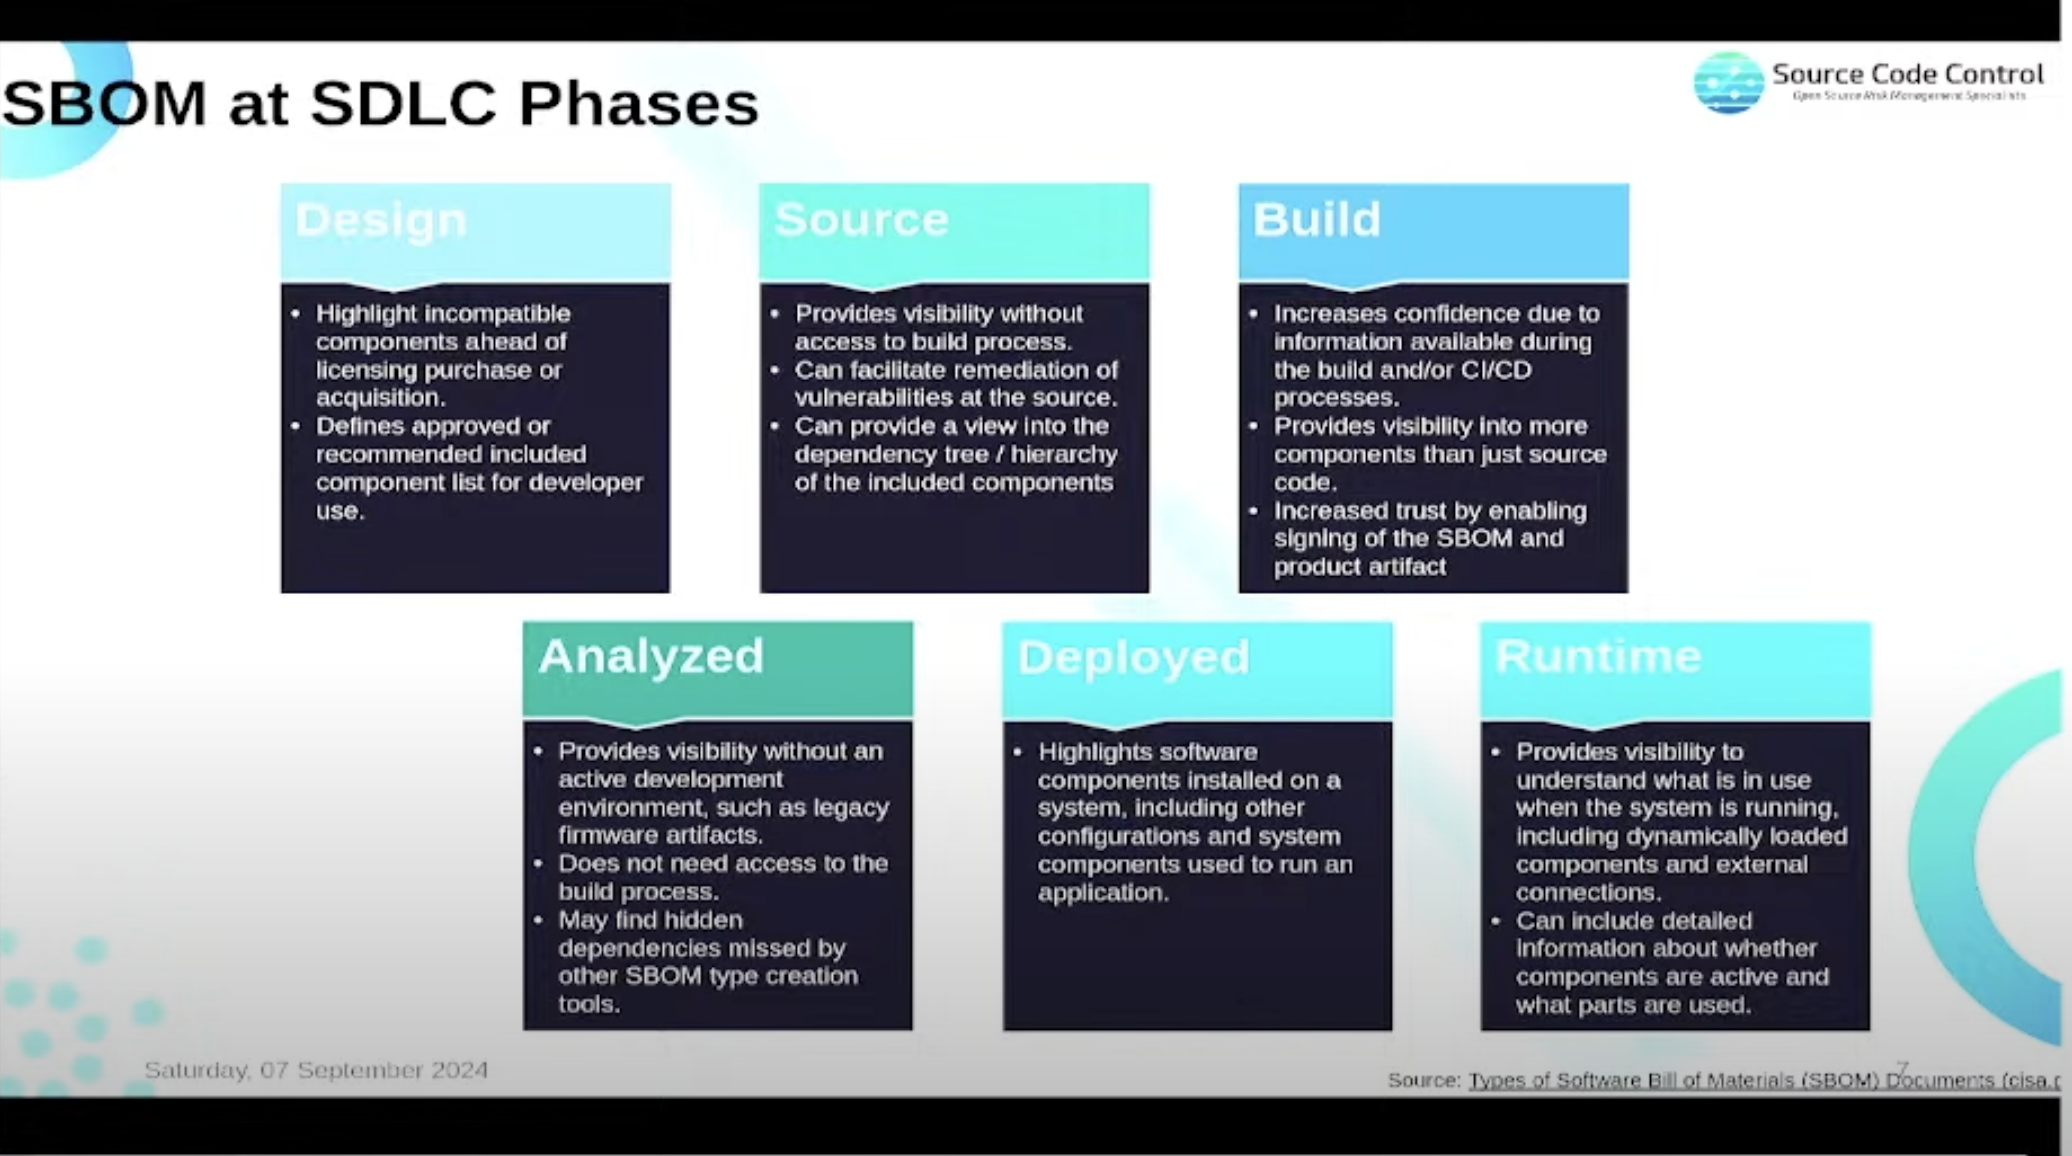 SBOM at SDLC Phases
Source Code Control
Open Source Risk Management Specialists
Design
• Highlight incompatible
components ahead of
licensing purchase or
acquisition.
• Defines approved or
recommended included
component list for developer
use.
Source
• Provides visibility without
access to build process.
• Can facilitate remediation of
vulnerabilities at the source.
• Can provide a view into the
dependency tree / hierarchy
of the included components
Build
• Increases confidence due to
information available during
the build and/or CI/CD
processes.
• Provides visibility into more
components than just source
code.
• Increased trust by enabling
signing of the SBOM and
product artifact
Analyzed
• Provides visibility without an
active development
environment, such as legacy
firmware artifacts.
• Does not need access to the
build process.
• May find hidden
dependencies missed by
other SBOM type creation
tools.
Deployed
• Highlights software
components installed on a
system, including other
configurations and system
components used to run an
application.
Runtime
• Provides visibility to
understand what is in use
when the system is running,
including dynamically loaded
components and external
connections.
• Can include detailed
information about whether
components are active and
what parts are used.
Saturday, 07 September 2024
7
Source: Types of Software Bill of Materials (SBOM) Documents (cisa.